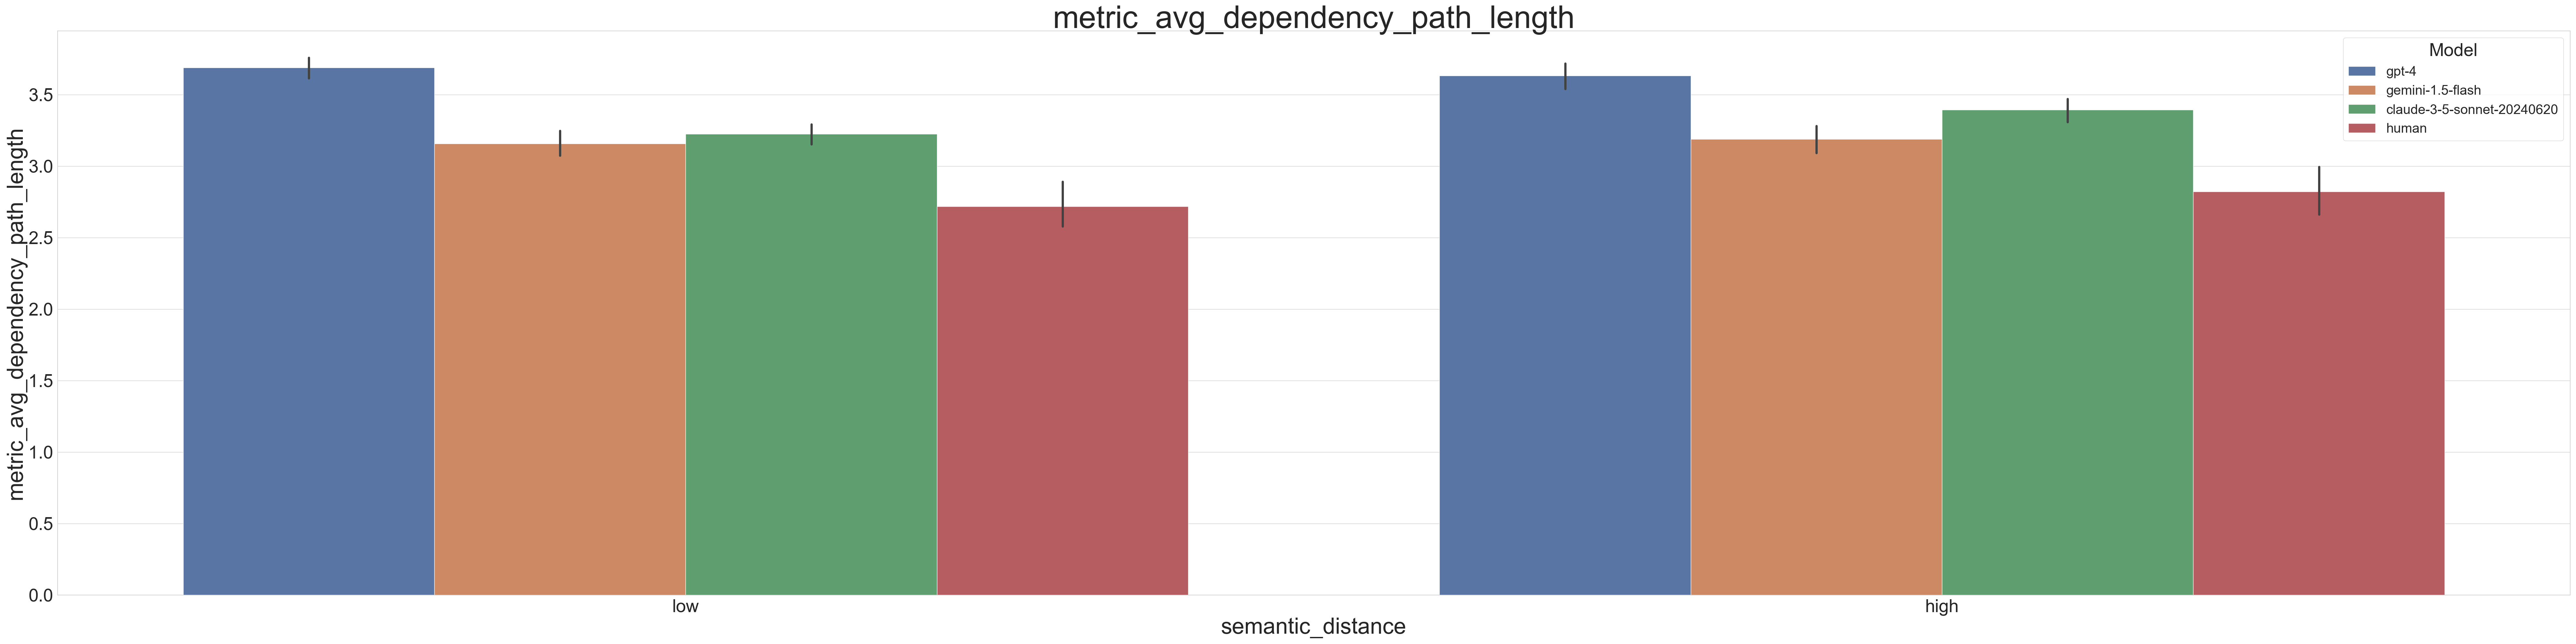 metric_avg_dependency_path_length
Model
gpt-4
gemini-1.5-flash
claude-3-5-sonnet-20240620
human
metric_avg_dependency_path_length
3.5
3.0
2.5
2.0
1.5
1.0
0.5
0.0
low
high
semantic_distance